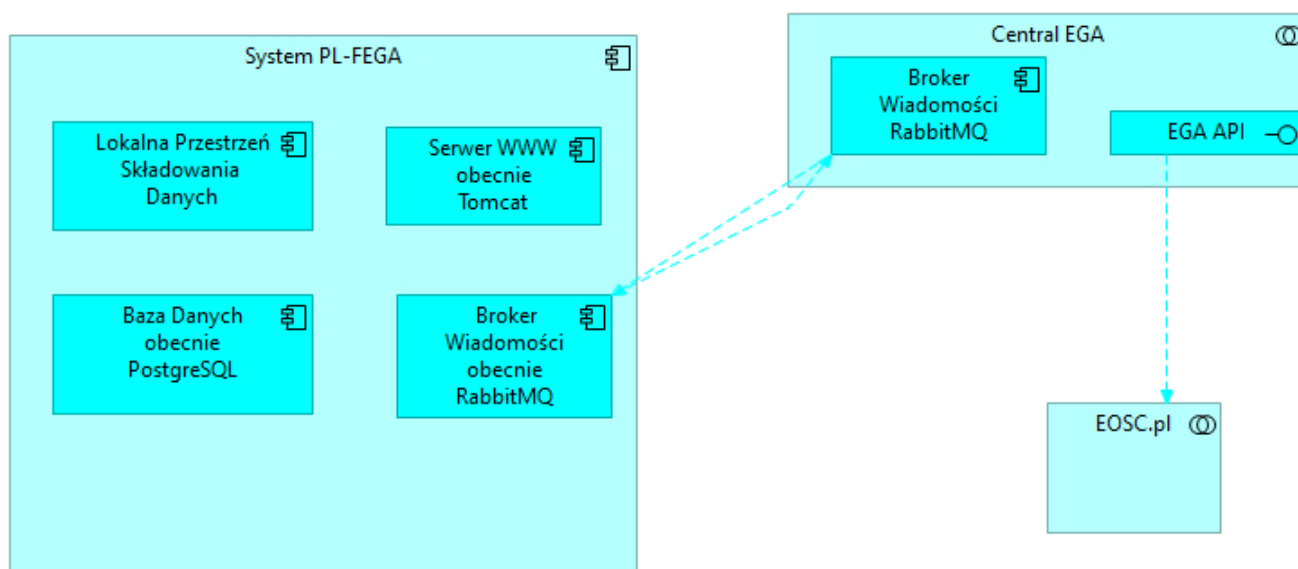 System PL-FEGA
Lokalna Przestrzeń
Składowania
Danych
Serwer WWW
obecnie
Tomcat
Baza Danych
obecnie
PostgreSQL
Broker
Wiadomości
obecnie
RabbitMQ
Central EGA
Broker
Wiadomości
RabbitMQ
EGA API
EOSC.pl